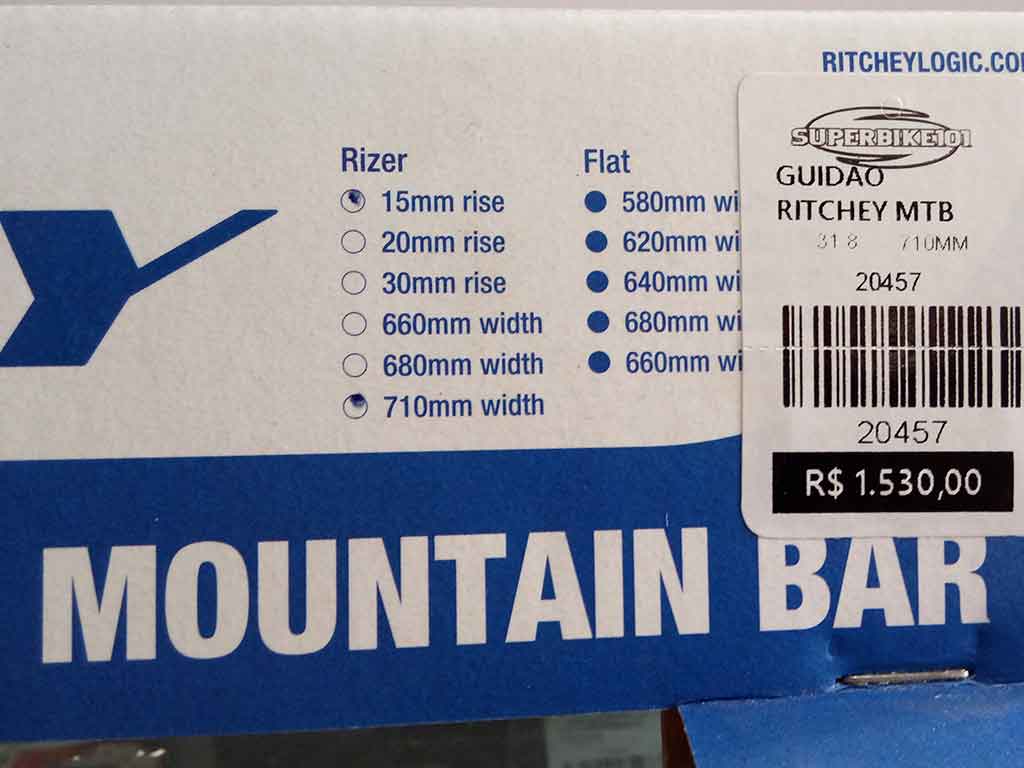 RITCHEYLOGIC.CO
Rizer
15mm rise
20mm rise
30mm rise
660mm width
680mm width
710mm width
Flat
580mm wi
620mm wi
640mm wi
680mm wi
660mm wi
SUPERBIKE101
GUIDAO
RITCHEY MTB
31 8 710MM
20457
20457
R$ 1.530,00
MOUNTAIN BAR